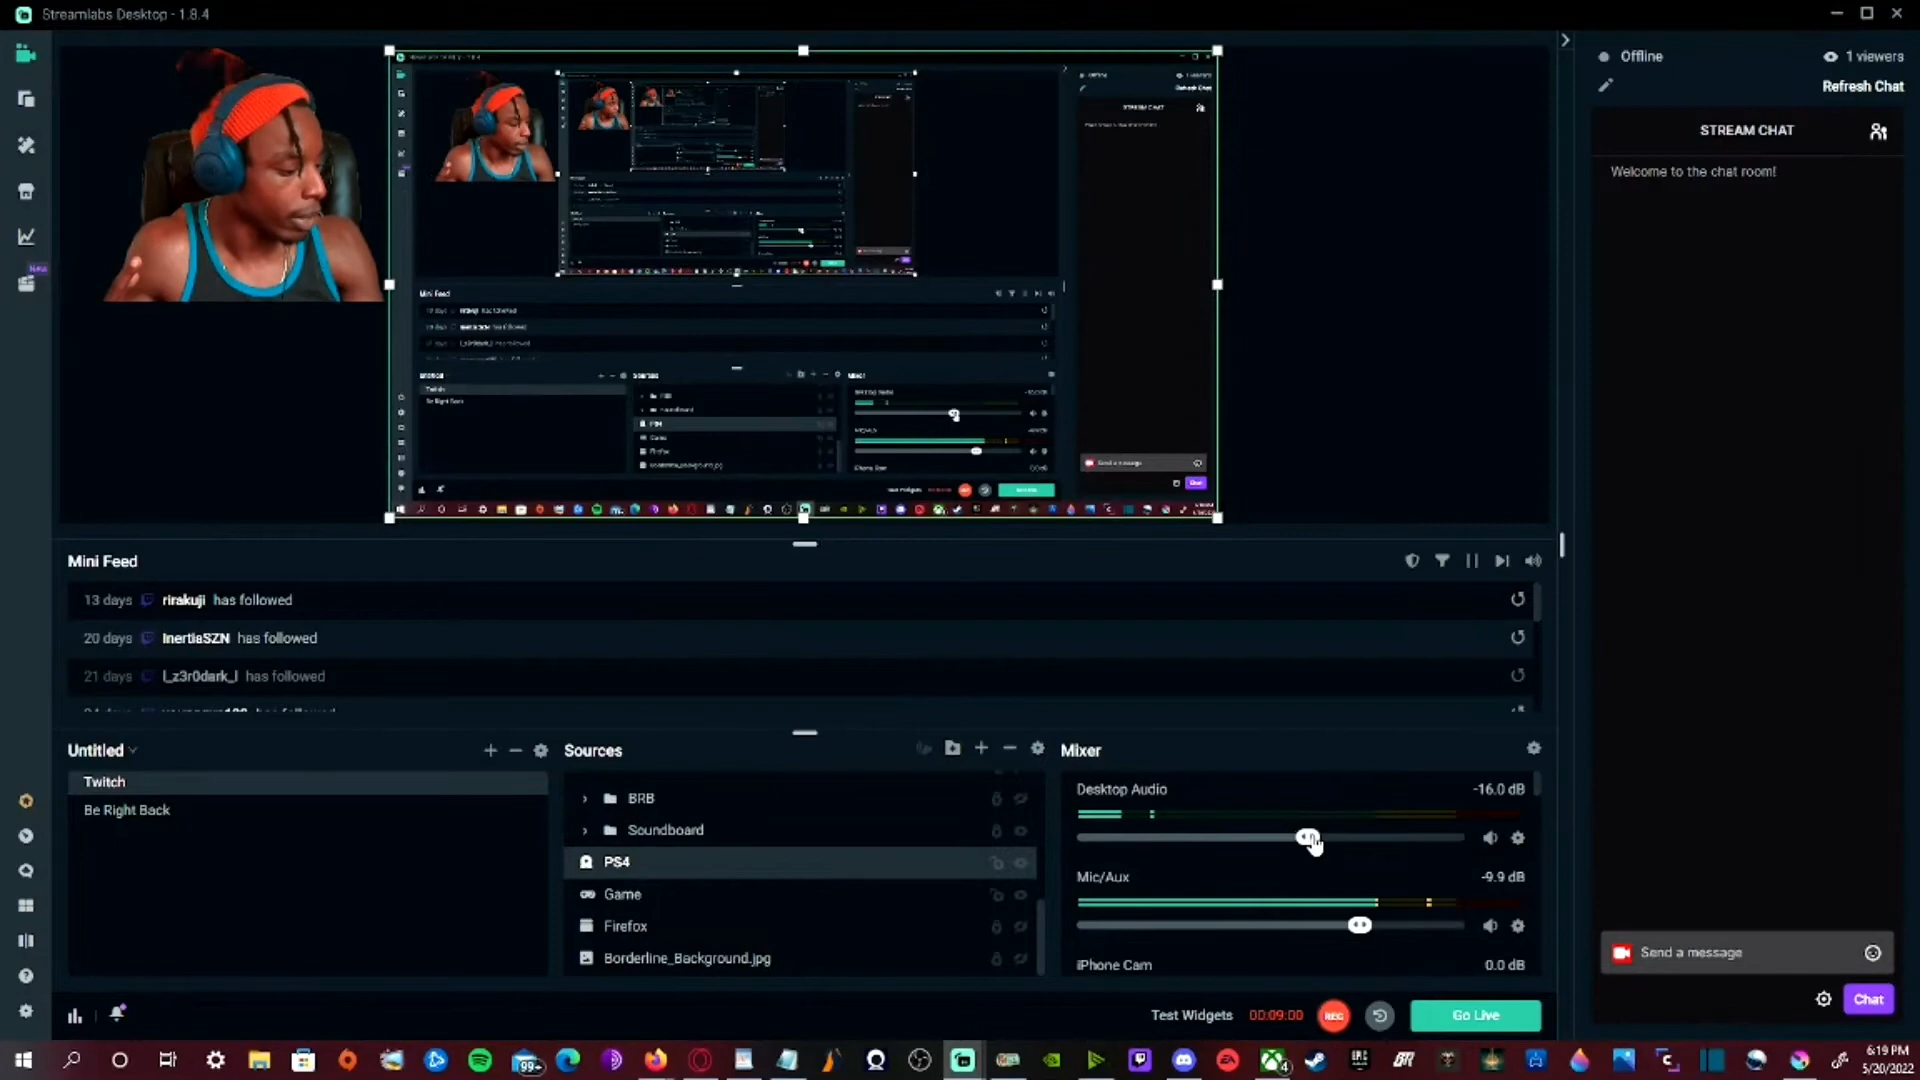 Streamlabs Desktop - 1.8.4
Offline
1 viewers
Refresh Chat
STREAM CHAT
Welcome to the chat room!
New
Mini Feed
13 days rirakuji has followed
20 days InertiaSZN has followed
21 days l_z3r0dark_l has followed
Untitled
Twitch
Be Right Back
Sources
BRB
Soundboard
PS4
Game
Firefox
Borderline_Background.jpg
Mixer
Desktop Audio -16.0 dB
Mic/Aux -9.9 dB
iPhone Cam 0.0 dB
Send a message
Chat
Test Widgets 00:09:00 REC Go Live
99+
6:19 PM
5/20/2022